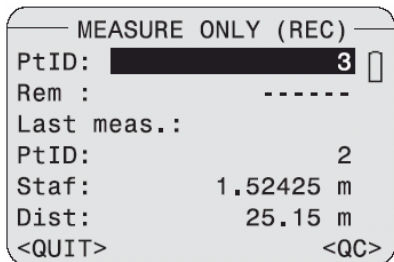 MEASURE ONLY (REC)
PtID: 3
Rem : ------
Last meas.:
PtID: 2
Staf: 1.52425 m
Dist: 25.15 m
<QUIT> <QC>